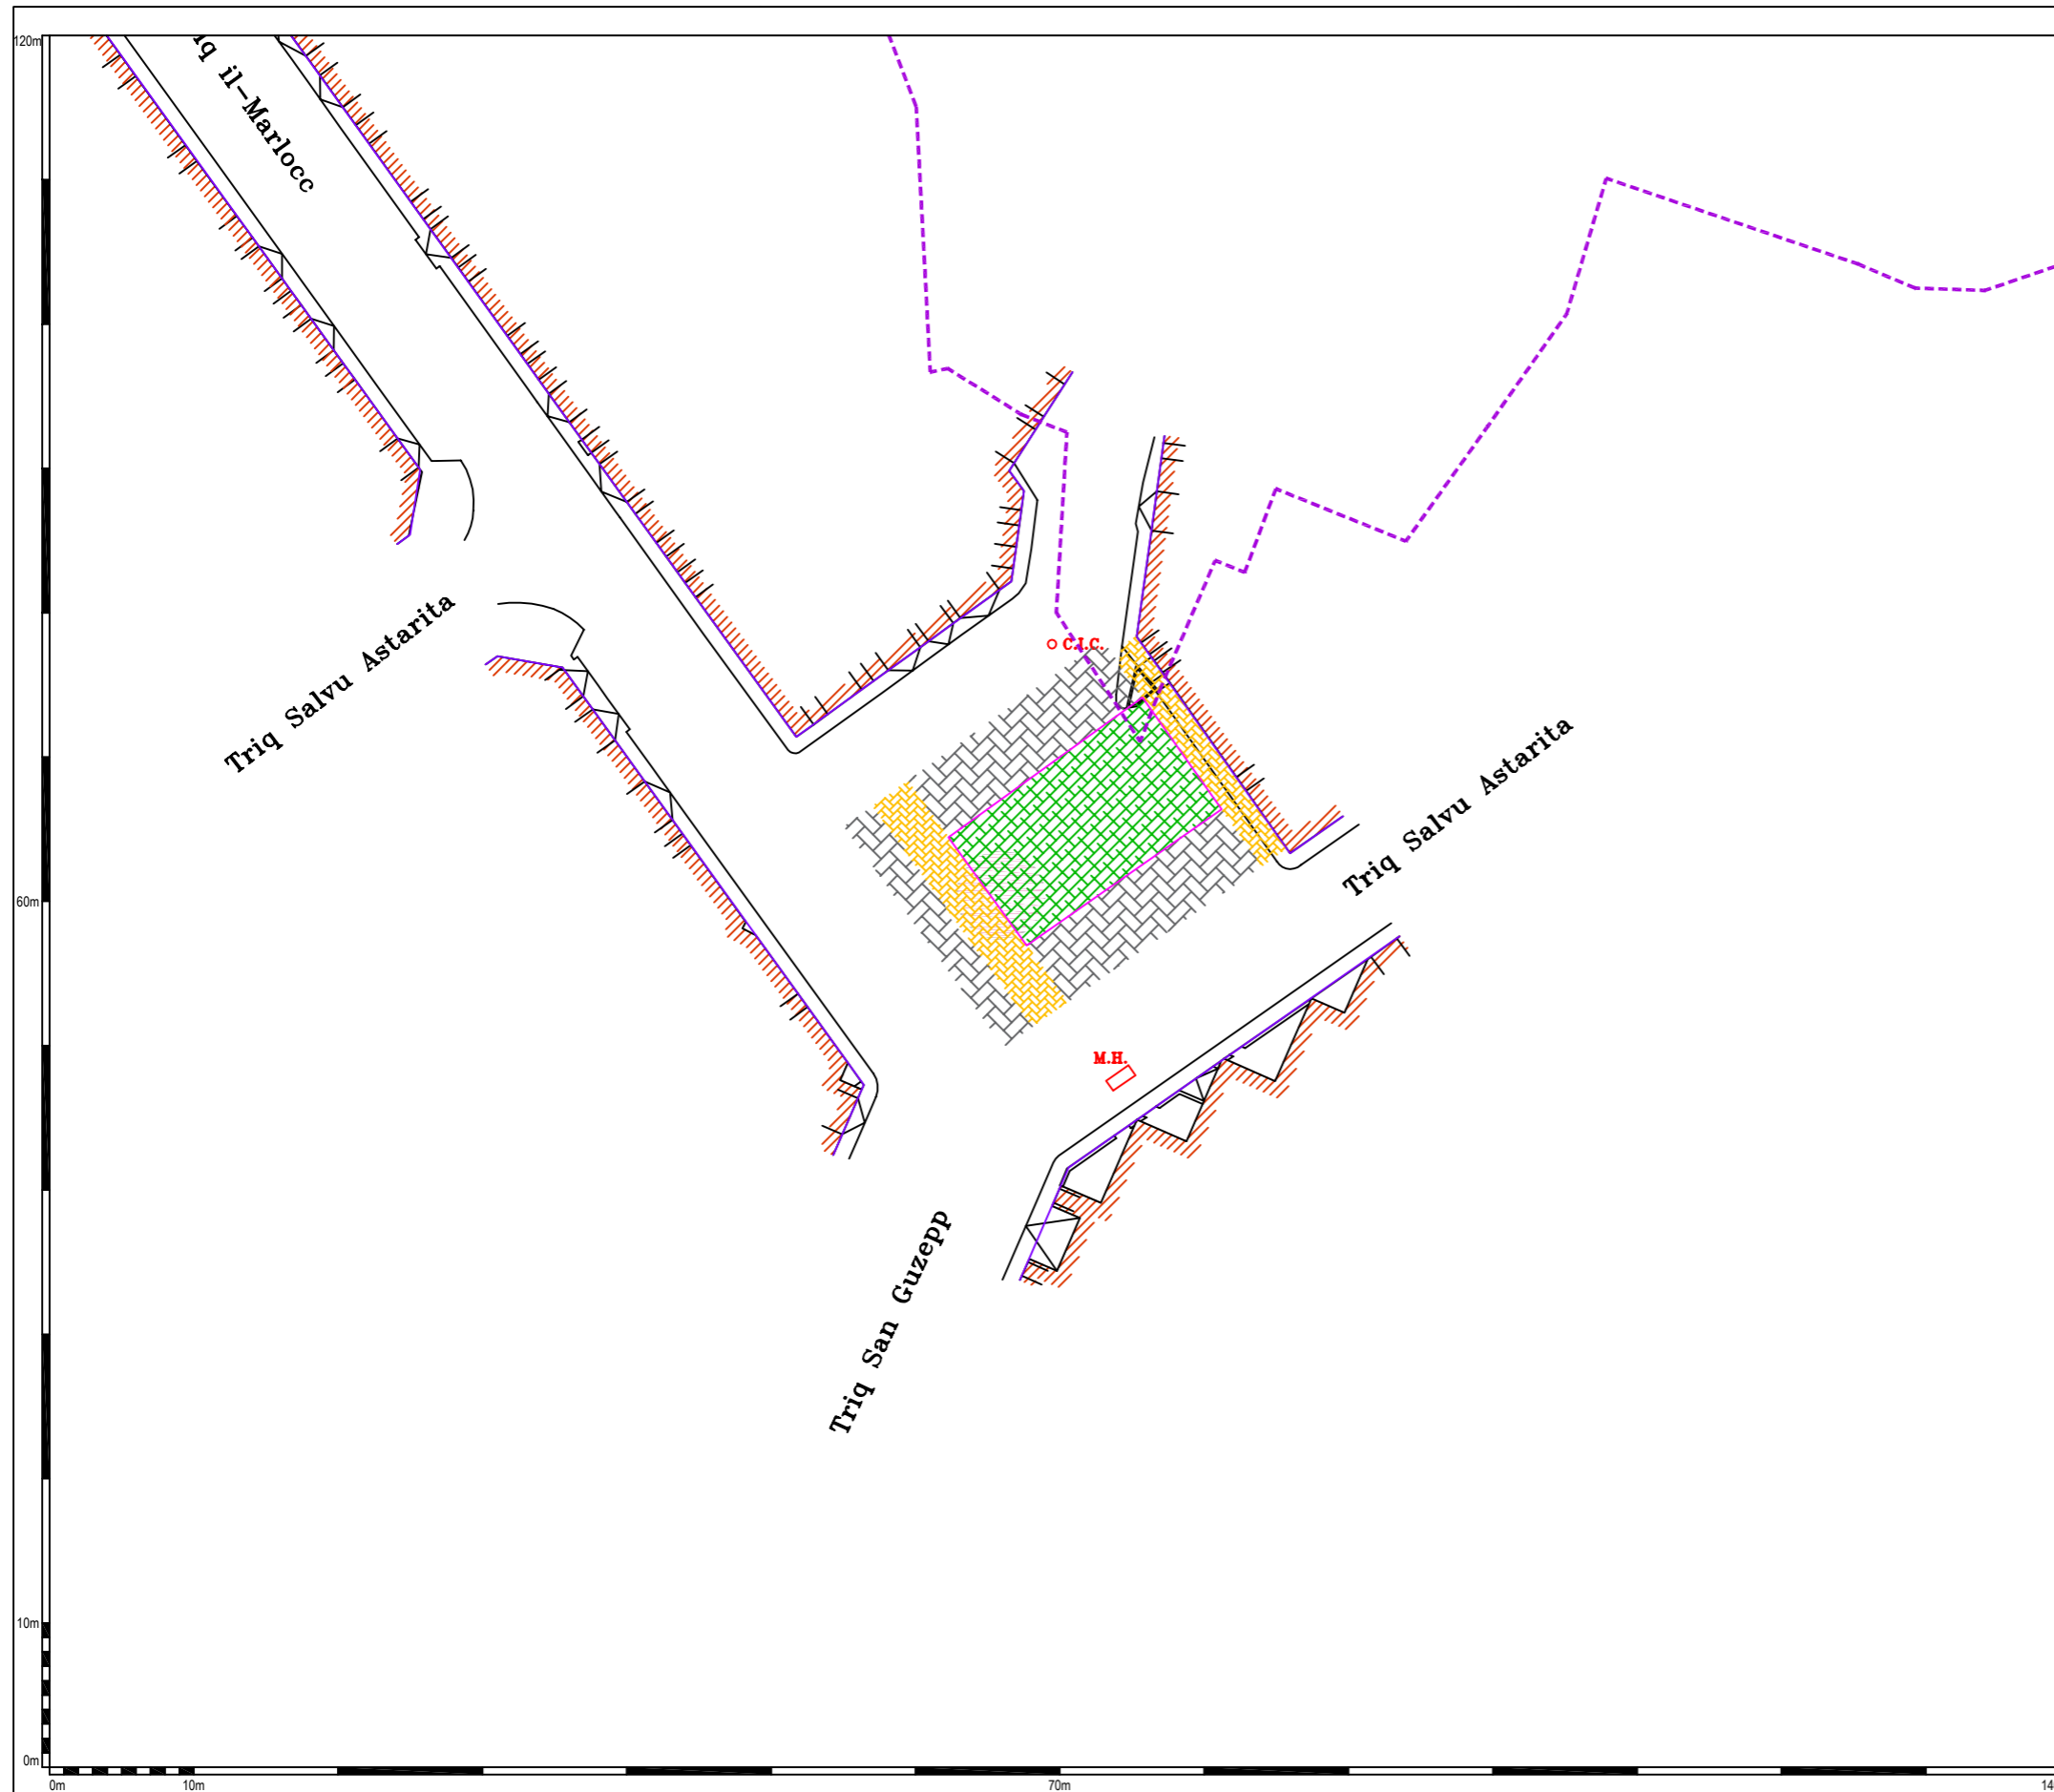 120m
il-Marlocc
Triq Salvu Astarita
C.I.C.
Triq Salvu Astarita
60m
M.H.
Triq San Guzepp
10m
0m
0m 10m 70m